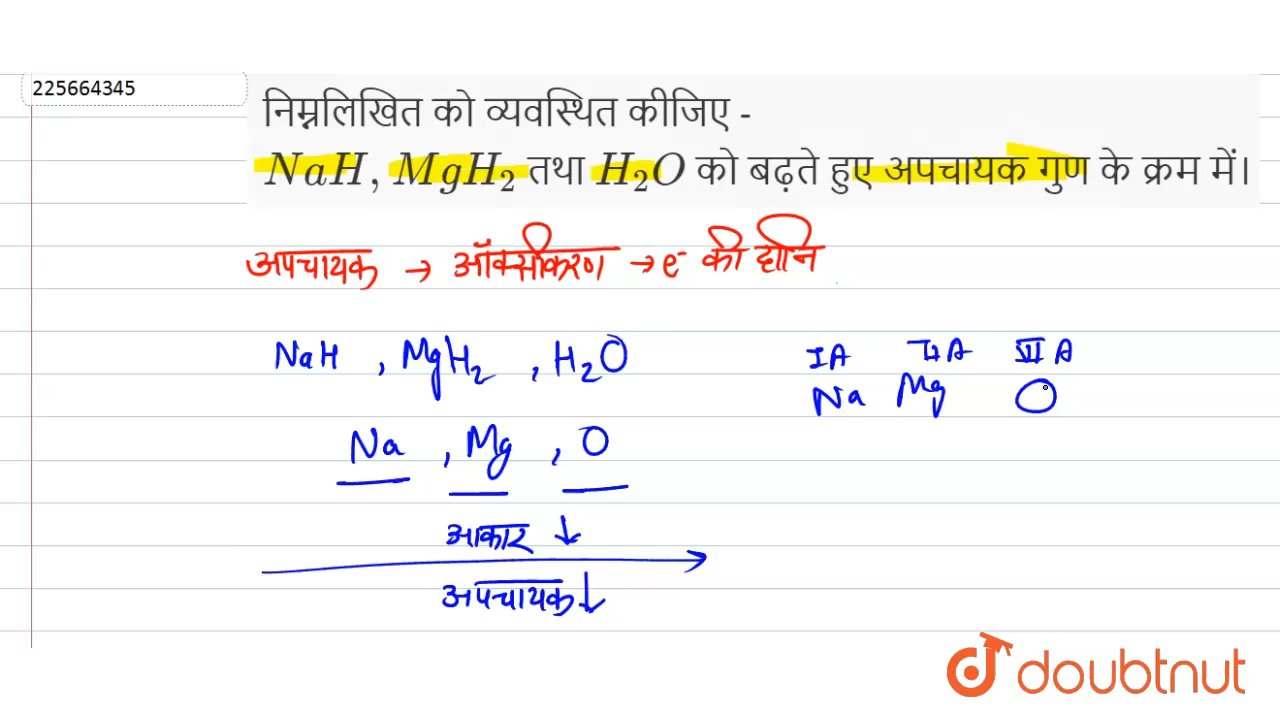 225664345
निम्नलिखित को व्यवस्थित कीजिए -
NaH, MgH₂ तथा H₂O को बढ़ते हुए अपचायक गुण के क्रम में।
अपचायक → ऑक्सीकरण → e⁻ की हानि
NaH , MgH₂ , H₂O
IA IIA VIA
Na Mg O
Na , Mg , O
आकार ↓
अपचायक ↓
doubtnut